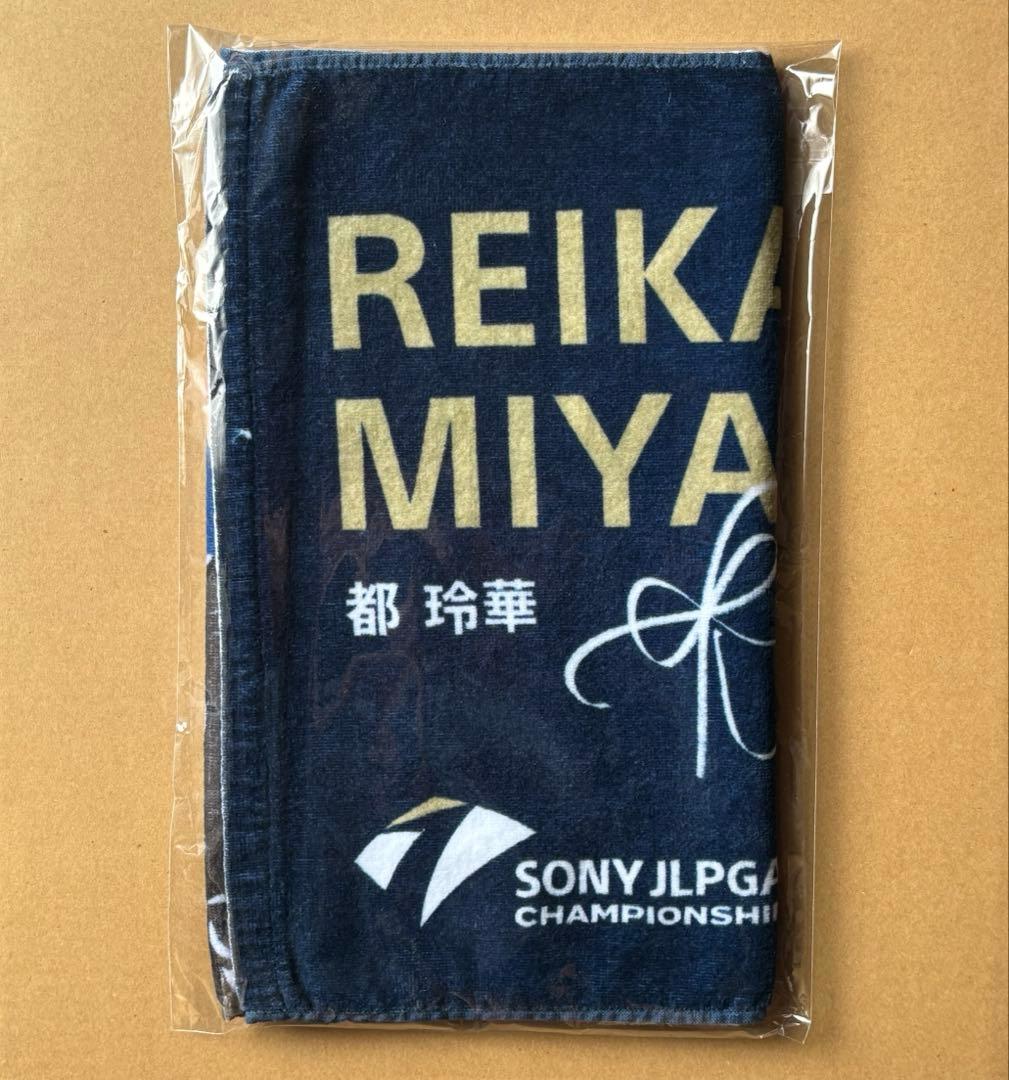 REIKA
MIYA
都 玲華
SONY JLPGA
CHAMPIONSHI